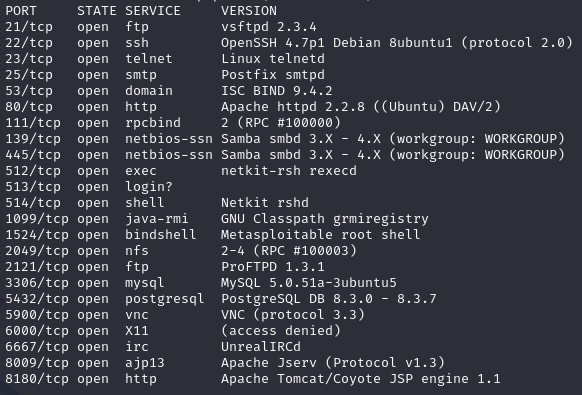 PORT STATE SERVICE VERSION
21/tcp open ftp vsftpd 2.3.4
22/tcp open ssh OpenSSH 4.7p1 Debian 8ubuntu1 (protocol 2.0)
23/tcp open telnet Linux telnetd
25/tcp open smtp Postfix smtpd
53/tcp open domain ISC BIND 9.4.2
80/tcp open http Apache httpd 2.2.8 ((Ubuntu) DAV/2)
111/tcp open rpcbind 2 (RPC #100000)
139/tcp open netbios-ssn Samba smbd 3.X - 4.X (workgroup: WORKGROUP)
445/tcp open netbios-ssn Samba smbd 3.X - 4.X (workgroup: WORKGROUP)
512/tcp open exec netkit-rsh rexecd
513/tcp open login?
514/tcp open shell Netkit rshd
1099/tcp open java-rmi GNU Classpath grmiregistry
1524/tcp open bindshell Metasploitable root shell
2049/tcp open nfs 2-4 (RPC #100003)
2121/tcp open ftp ProFTPD 1.3.1
3306/tcp open mysql MySQL 5.0.51a-3ubuntu5
5432/tcp open postgresql PostgreSQL DB 8.3.0 - 8.3.7
5900/tcp open vnc VNC (protocol 3.3)
6000/tcp open X11 (access denied)
6667/tcp open irc UnrealIRCd
8009/tcp open ajp13 Apache Jserv (Protocol v1.3)
8180/tcp open http Apache Tomcat/Coyote JSP engine 1.1